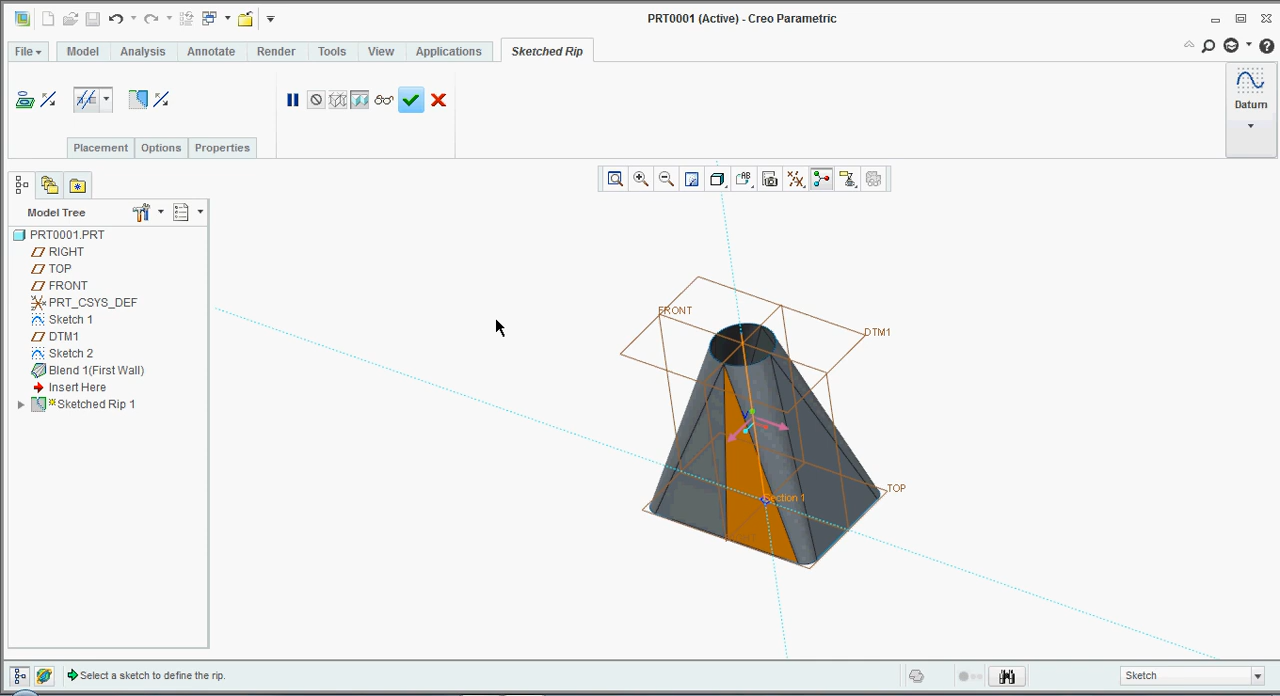 PRT0001 (Active) - Creo Parametric
File Model Analysis Annotate Render Tools View Applications Sketched Rip
Datum
Placement Options Properties
Model Tree
PRT0001.PRT
RIGHT
TOP
FRONT
PRT_CSYS_DEF
Sketch 1
DTM1
Sketch 2
Blend 1(First Wall)
Insert Here
Sketched Rip 1
FRONT
DTM1
TOP
Section 1
Select a sketch to define the rip.
Sketch